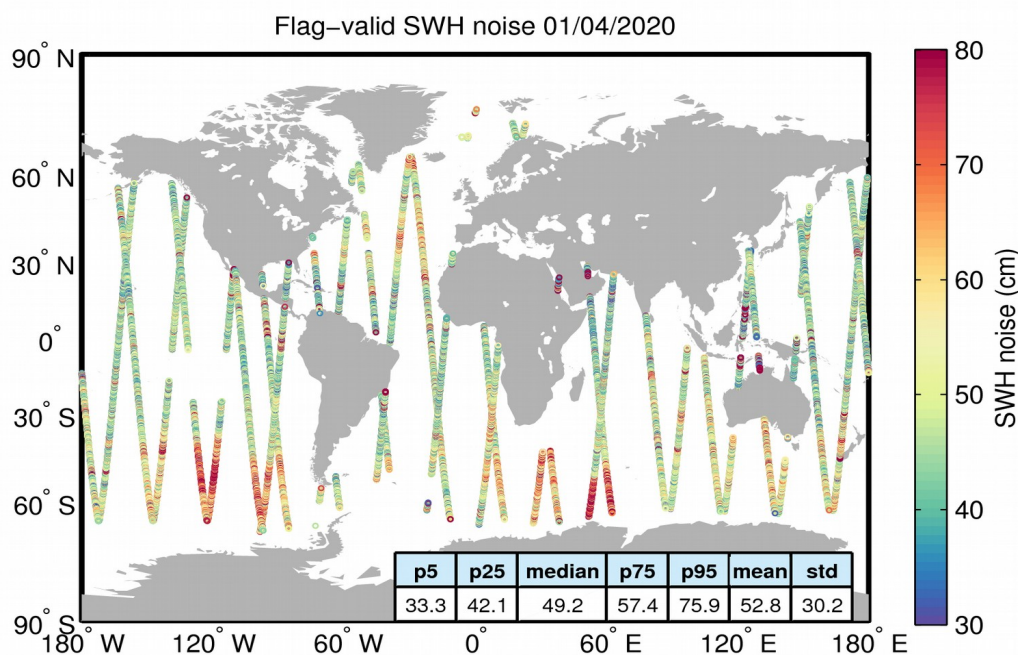 Flag−valid SWH noise 01/04/2020
90° N
60° N
30° N
0°
30° S
60° S
90° S
180° W
120° W
60° W
0°
60° E
120° E
180° E
p5 p25 median p75 p95 mean std
33.3 42.1 49.2 57.4 75.9 52.8 30.2
80
70
60
50
40
30
SWH noise (cm)